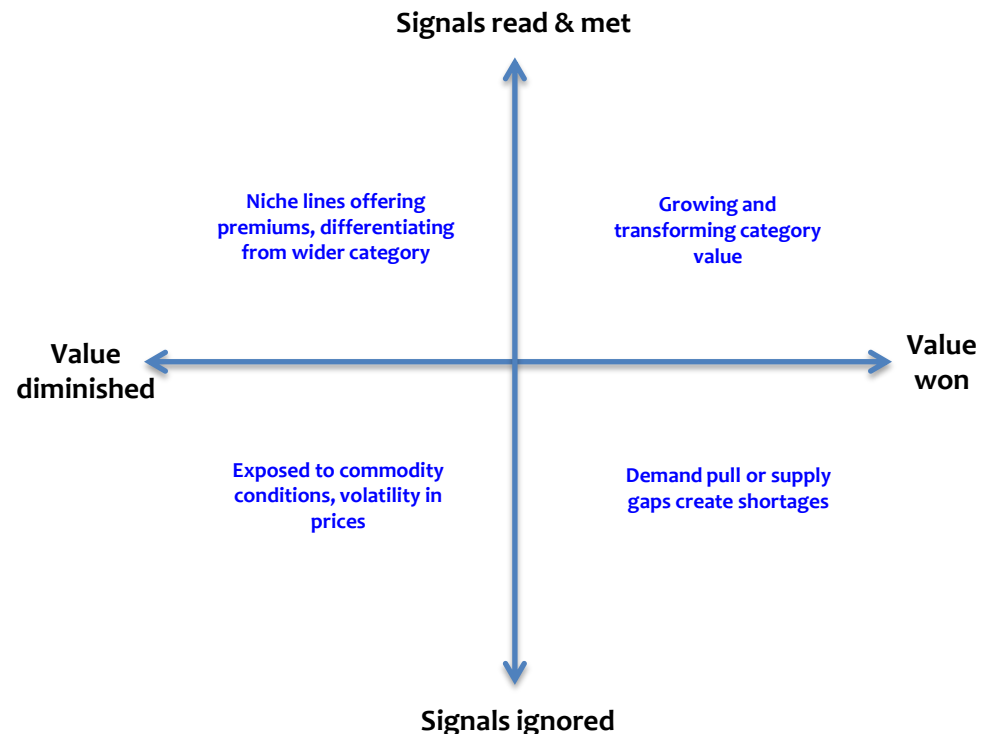 Signals read & met
Niche lines offering
premiums, differentiating
from wider category
Growing and
transforming category
value
Value
diminished
Value
won
Exposed to commodity
conditions, volatility in
prices
Demand pull or supply
gaps create shortages
Signals ignored